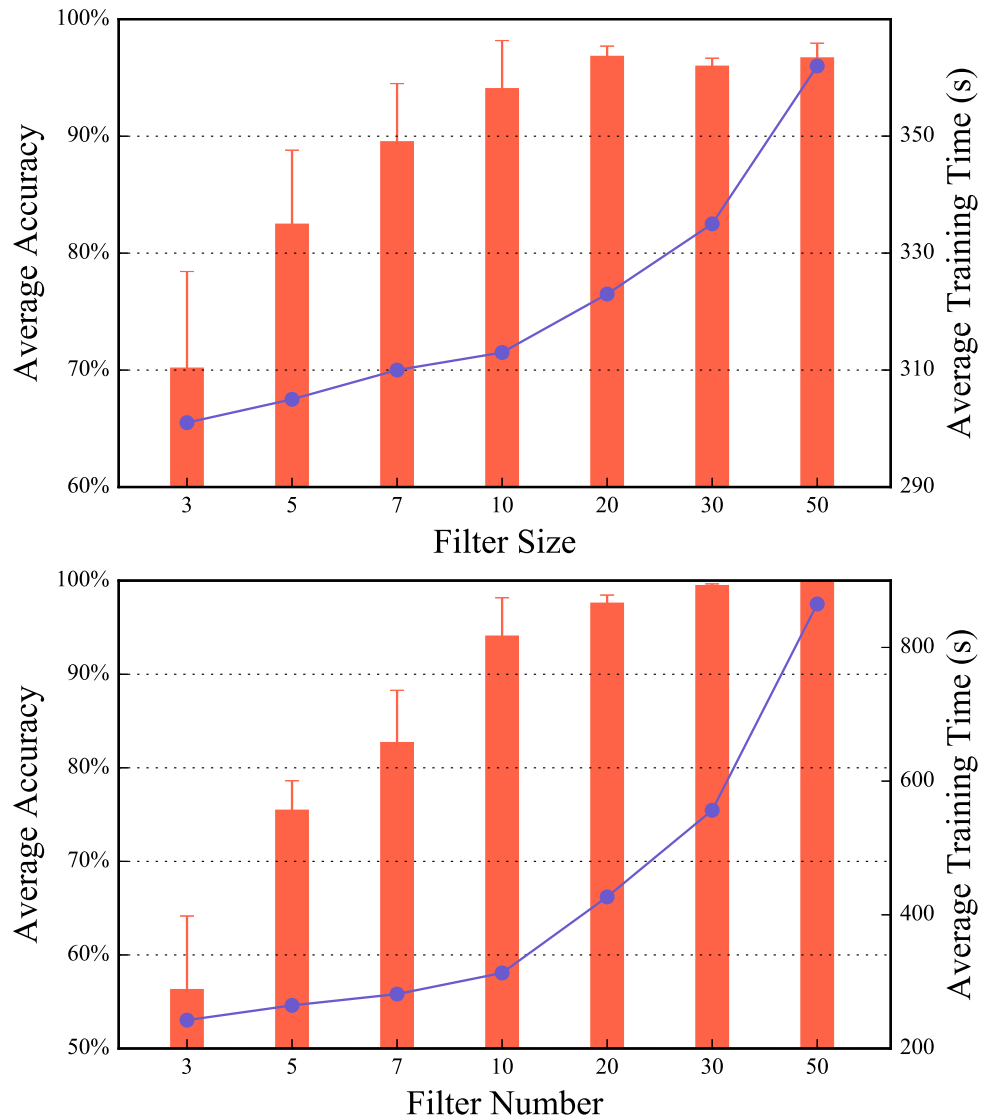 100%
90%
80%
70%
60%
Average Accuracy
350
330
310
290
Average Training Time (s)
3 5 7 10 20 30 50
Filter Size
100%
90%
80%
70%
60%
50%
Average Accuracy
800
600
400
200
Average Training Time (s)
3 5 7 10 20 30 50
Filter Number